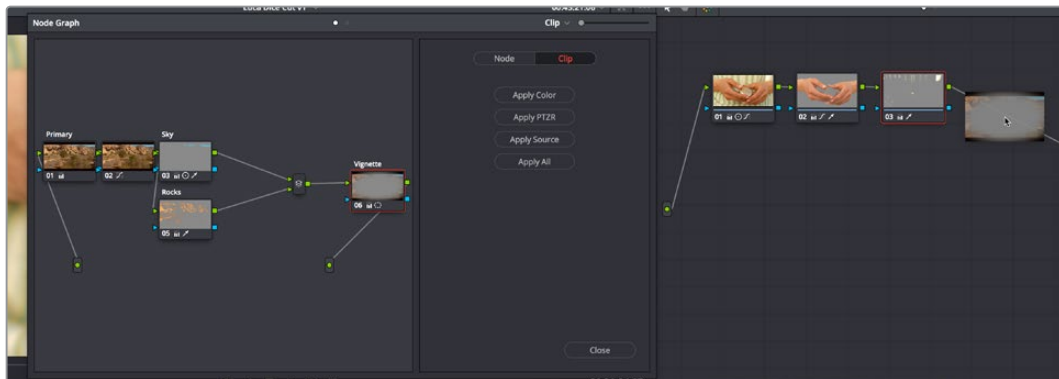 Node Graph
Clip
Node Clip
Apply Color
Apply PTZR
Apply Source
Apply All
Close
Primary
Sky
01
02
03
Rocks
05
Vignette
06
01
02
03